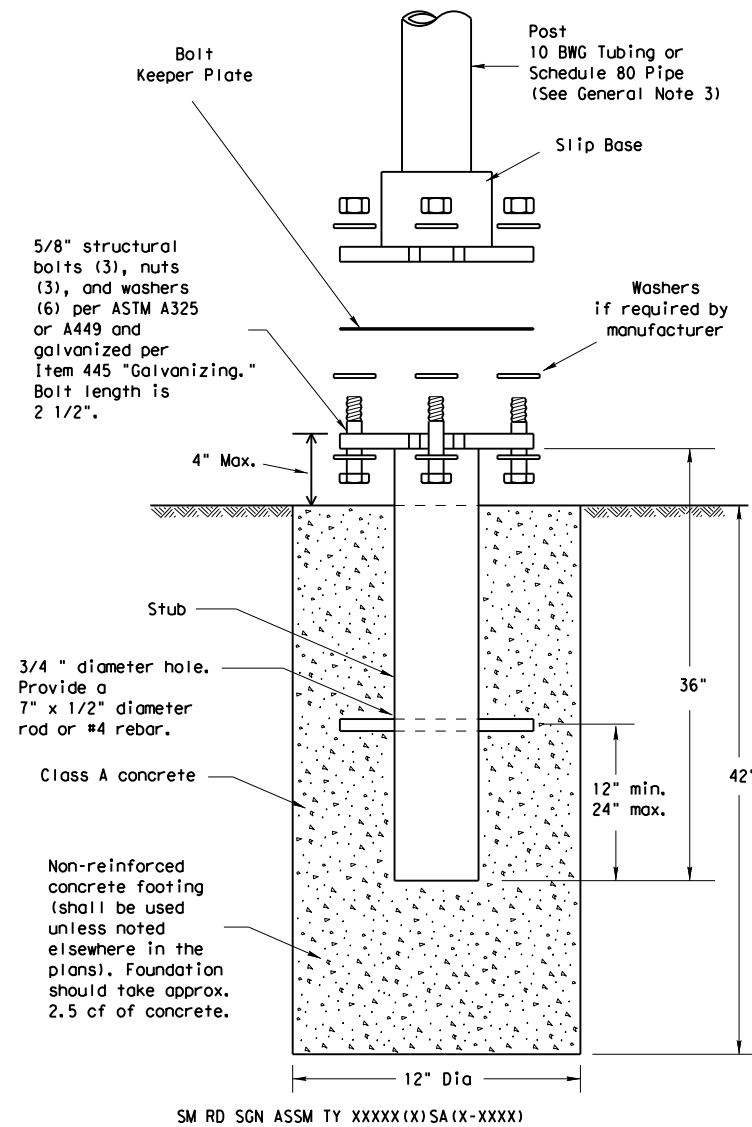 Bolt
Keeper Plate
Post
10 BWG Tubing or
Schedule 80 Pipe
(See General Note 3)
Slip Base
5/8" structural
bolts (3), nuts
(3), and washers
(6) per ASTM A325
or A449 and
galvanized per
Item 445 "Galvanizing."
Bolt length is
2 1/2".
Washers
if required by
manufacturer
4" Max.
Stub
3/4 " diameter hole.
Provide a
7" x 1/2" diameter
rod or #4 rebar.
36"
Class A concrete
12" min.
24" max.
42"
Non-reinforced
concrete footing
(shall be used
unless noted
elsewhere in the
plans). Foundation
should take approx.
2.5 cf of concrete.
12" Dia
SM RD SGN ASSM TY XXXXX(X)SA(X-XXXX)